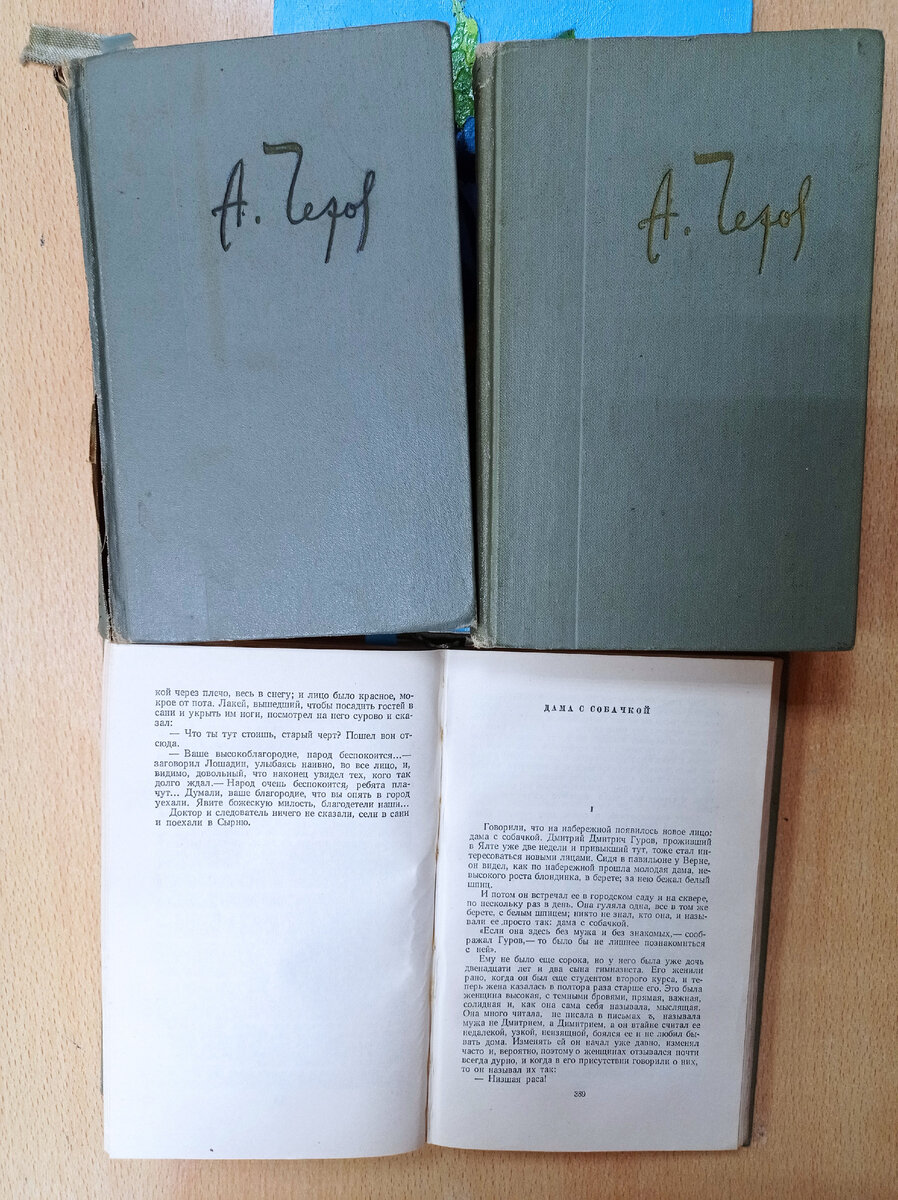 А. Чехов
А. Чехов
кой через плечо, весь в снегу; и лицо было красное, мо-
крое от пота. Лакей, вышедший, чтобы посадить гостей в
сани и укрыть им ноги, посмотрел на него сурово и ска-
зал:
— Что ты тут стоишь, старый черт? Пошел вон от-
сюда.
— Ваше высокоблагородие, народ беспокоится...—
заговорил Лошадин, улыбаясь наивно, во все лицо, и,
видимо, довольный, что наконец увидел тех, кого так
долго ждал.— Народ очень беспокоится, ребята пла-
чут... Думали, ваше благородие, что вы опять в город
уехали. Явите божескую милость, благодетели наши...
Доктор и следователь ничего не сказали, сели в сани
и поехали в Сырню.
ДАМА С СОБАЧКОЙ
I
Говорили, что на набережной появилось новое лицо:
дама с собачкой. Дмитрий Дмитрич Гуров, проживший
в Ялте уже две недели и привыкший тут, тоже стал ин-
тересоваться новыми лицами. Сидя в павильоне у Верне,
он видел, как по набережной прошла молодая дама, не-
высокого роста блондинка, в берете; за нею бежал белый
шпиц.
И потом он встречал ее в городском саду и на сквере,
по нескольку раз в день. Она гуляла одна, все в том же
берете, с белым шпицем; никто не знал, кто она, и назы-
вали ее просто так: дама с собачкой.
«Если она здесь без мужа и без знакомых,— сооб-
ражал Гуров,— то было бы не лишнее познакомиться
с ней».
Ему не было еще сорока, но у него была уже дочь
двенадцати лет и два сына гимназиста. Его женили
рано, когда он был еще студентом второго курса, и те-
перь жена казалась в полтора раза старше его. Это была
женщина высокая, с темными бровями, прямая, важная,
солидная и, как она сама себя называла, мыслящая.
Она много читала, не писала в письмах ъ, называла
мужа не Дмитрием, а Димитрием, а он втайне считал ее
недалекой, узкой, неизящной, боялся ее и не любил бы-
вать дома. Изменять ей он начал уже давно, изменял
часто и, вероятно, поэтому о женщинах отзывался почти
всегда дурно, и когда в его присутствии говорили о них,
то он называл их так:
— Низшая раса!
389